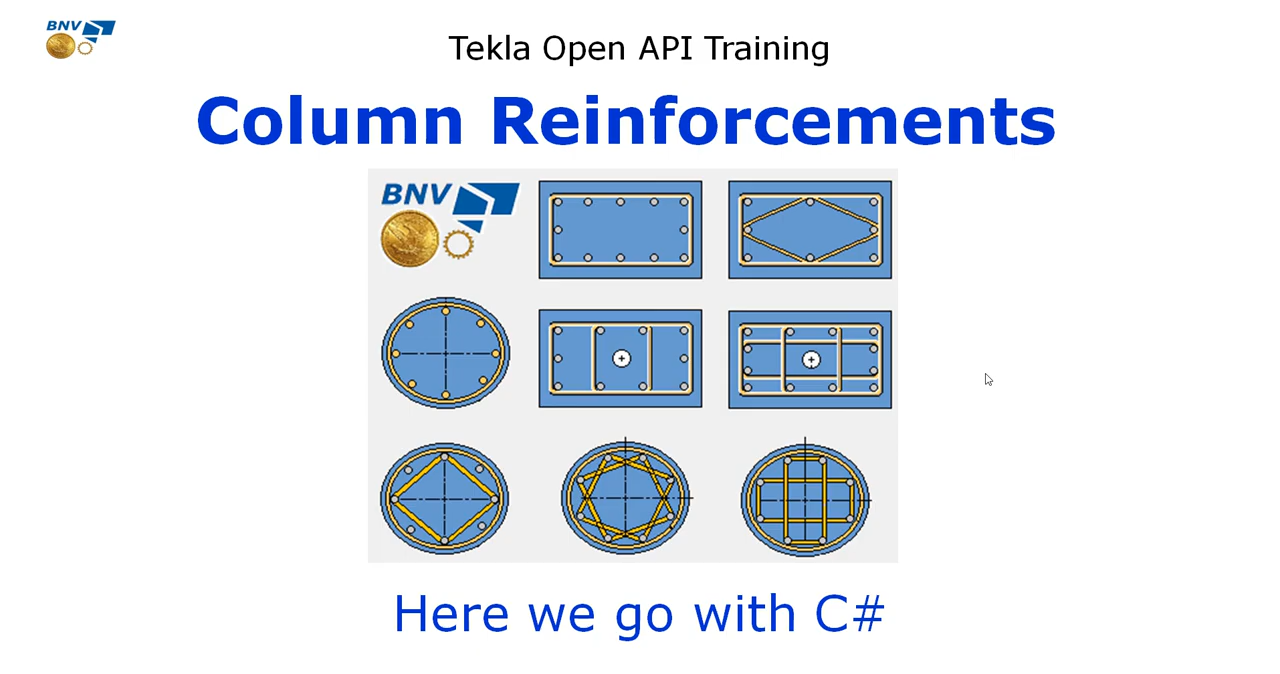 BNV
Tekla Open API Training
Column Reinforcements
BNV
Here we go with C#